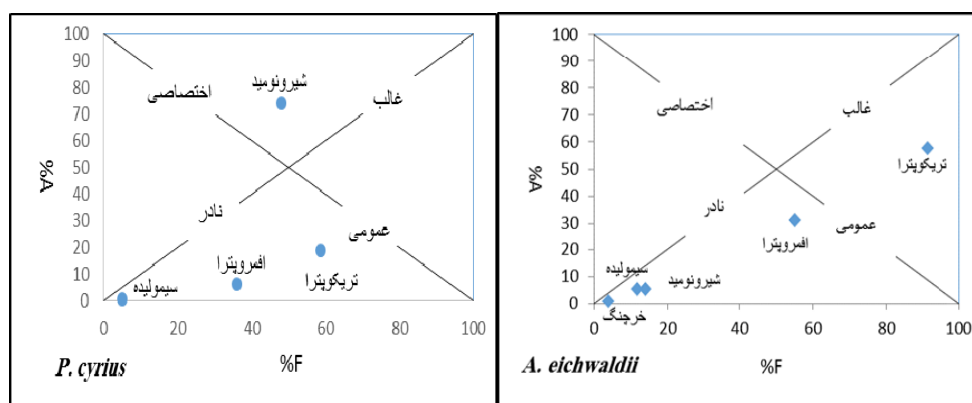 100
90
80
70
60
50
40
30
20
10
0
%A
شیرونومید
اختصاصی
غالب
نادر
عمومی
افمروپترا
تریکوپترا
سیمولیده
0 20 40 60 80 100
%F
P. cyrius
100
90
80
70
60
50
40
30
20
10
0
%A
اختصاصی
غالب
تریکوپترا
نادر
عمومی
افمروپترا
سیمولیده
شیرونومید
خرچنگ
0 20 40 60 80 100
%F
A. eichwaldii